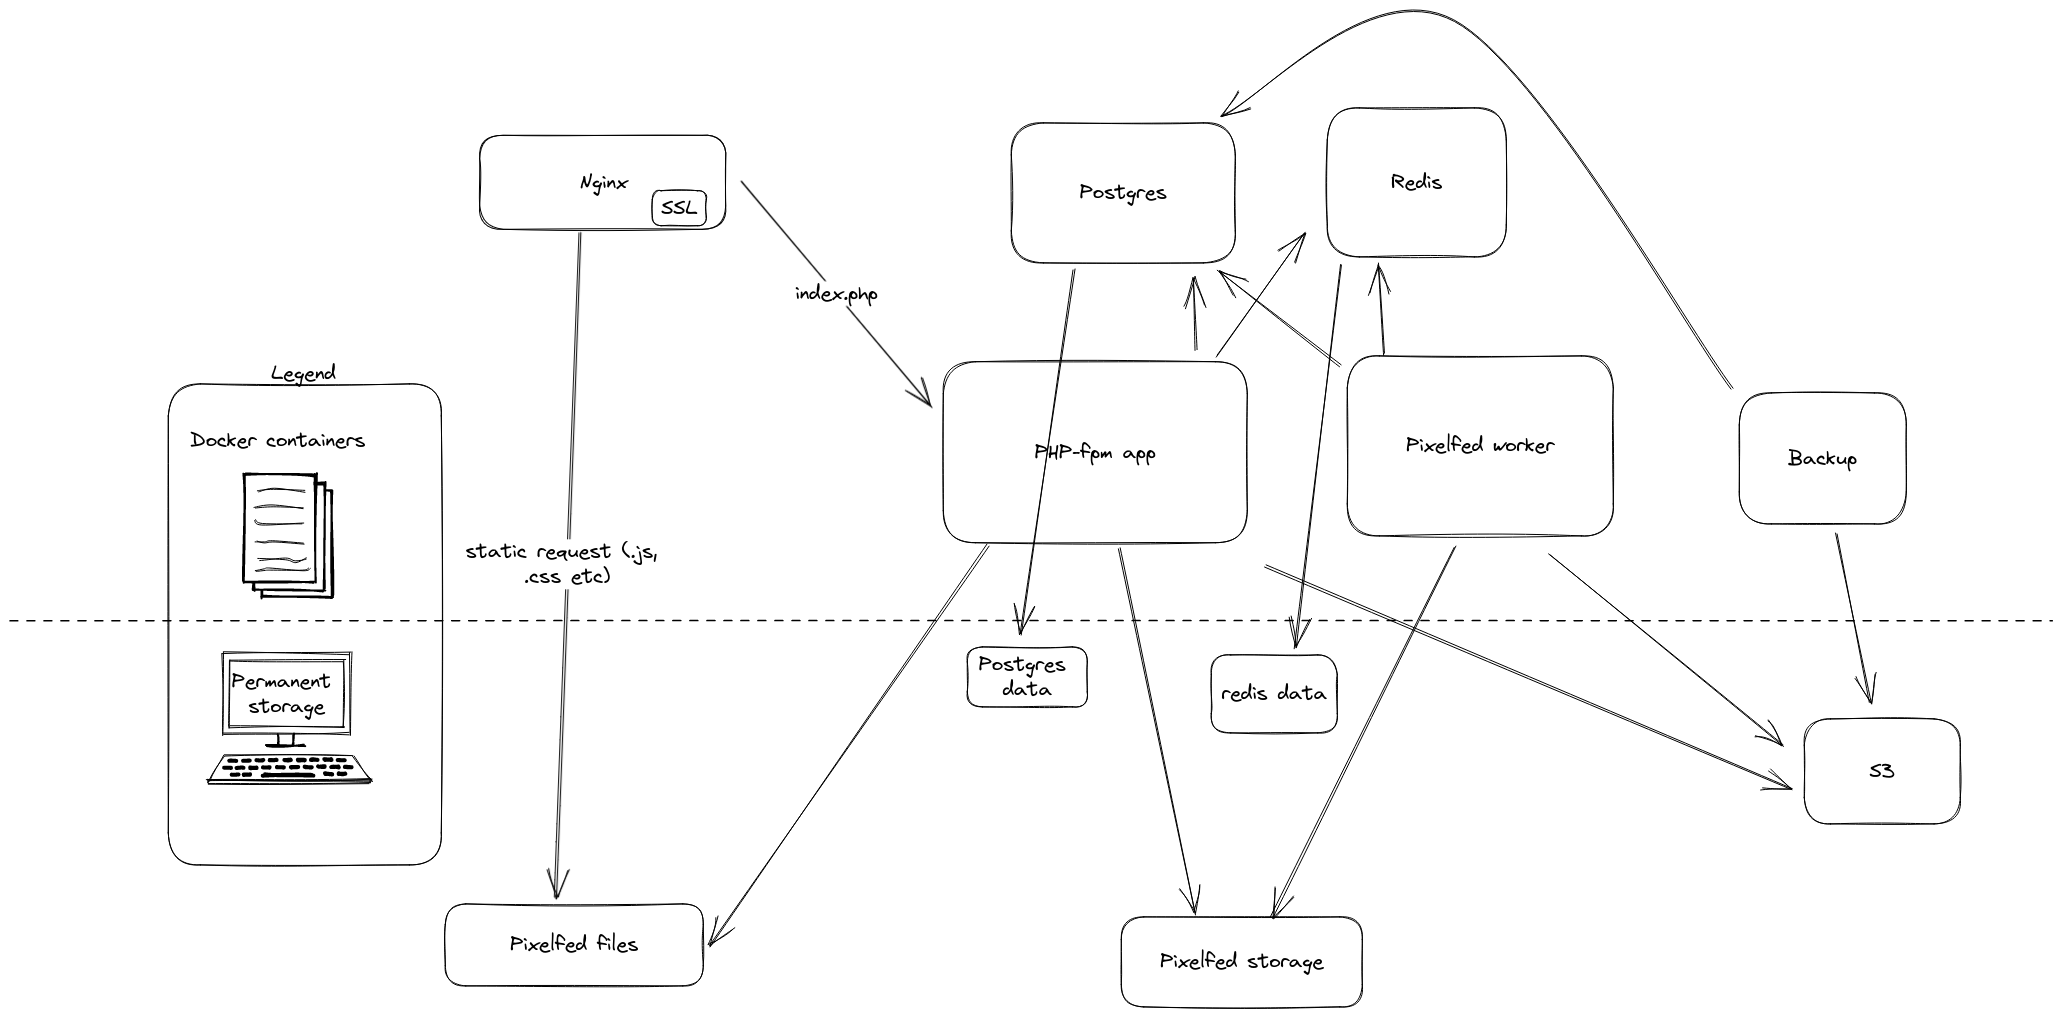 Nginx
SSL
Postgres
Redis
index.php
Legend
Docker containers
PHP-fpm app
Pixelfed worker
Backup
static request (.js,
.css etc)
Permanent
storage
Postgres
data
redis data
S3
Pixelfed files
Pixelfed storage